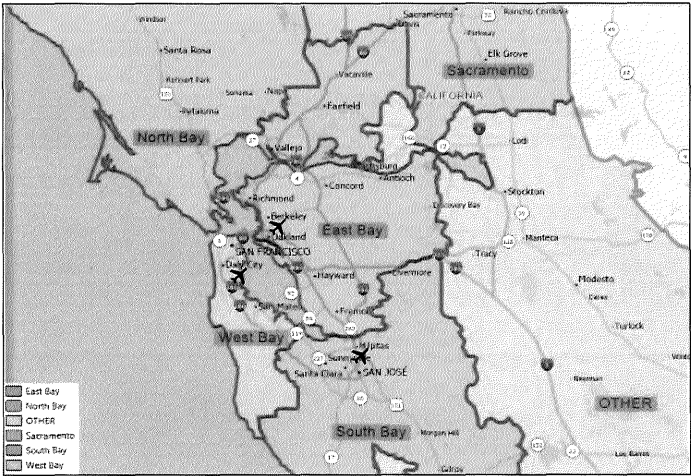 Windsor
Sacramento
Rancho Cordova
Davis
Parkway
Santa Rosa
Elk Grove
Sacramento
Vacaville
Rohnert Park
Sonoma
Napa
CALIFORNIA
Fairfield
Petaluma
North Bay
Lodi
Vallejo
Antioch
Concord
Stockton
Richmond
Discovery Bay
Berkeley
East Bay
Oakland
Manteca
SAN FRANCISCO
Tracy
Daly City
Hayward
Livermore
Modesto
San Mateo
Fremont
Turlock
West Bay
Milpitas
Santa Clara
SAN JOSE
Newman
East Bay
North Bay
OTHER
OTHER
Sacramento
South Bay
South Bay
Morgan Hill
West Bay
Gilroy
Los Banos